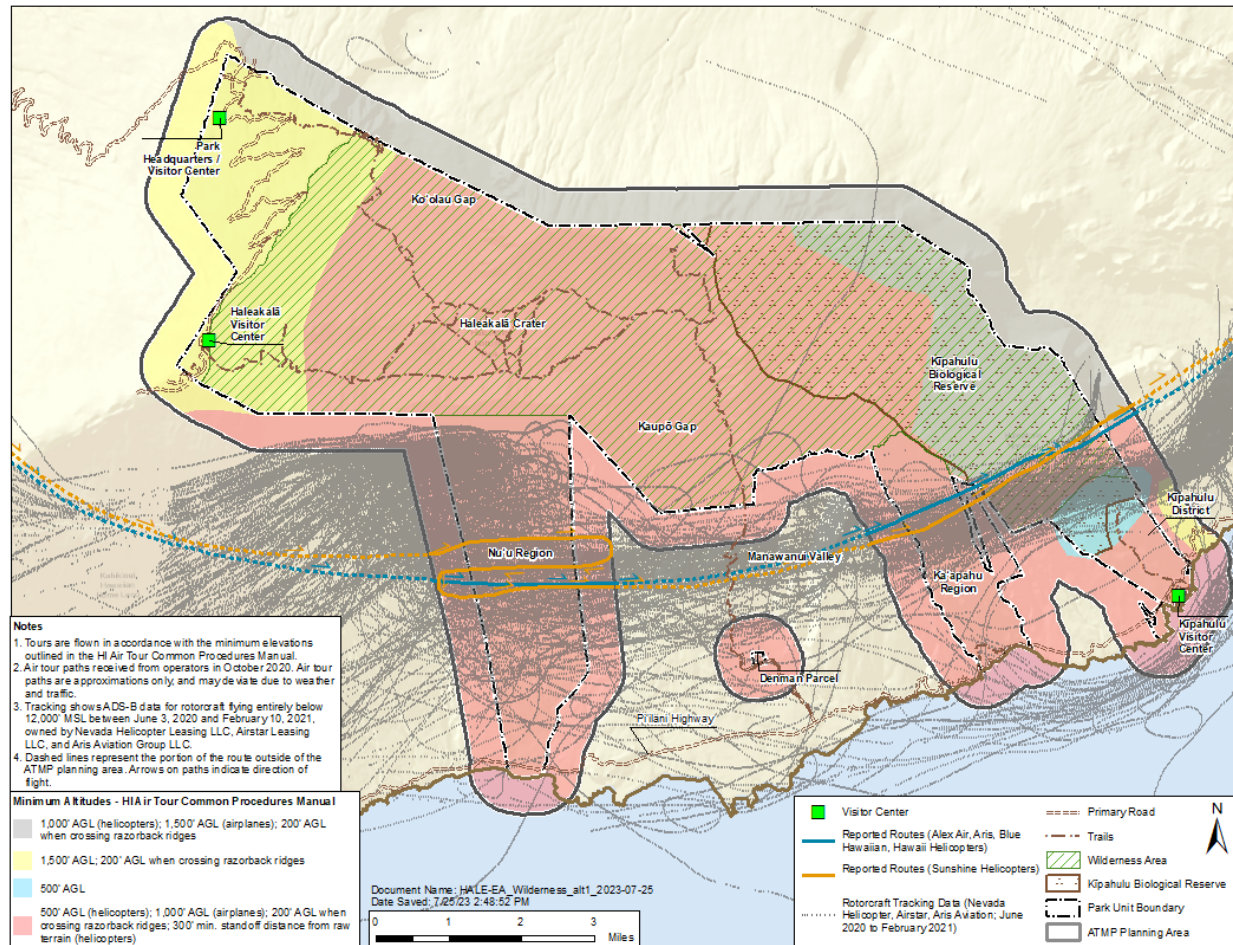 Park
Headquarters /
Visitor Center
Ko'olau Gap
Haleakalā
Visitor
Center
Haleakalā Crater
Kīpahulu
Biological
Reserve
Kaupō Gap
Kīpahulu
District
Nu'u Region
Manawainui Valley
Ka'apahu
Region
Kīpahulu
Visitor
Center
Denman Parcel
Pi'ilani Highway
Notes
1. Tours are flown in accordance with the minimum elevations
outlined in the HI Air Tour Common Procedures Manual.
2. Air tour paths received from operators in October 2020. Air tour
paths are approximations only, and may deviate due to weather
and traffic.
3. Tracking shows ADS-B data for rotorcraft flying entirely below
12,000' MSL between June 3, 2020 and February 10, 2021,
owned by Nevada Helicopter Leasing LLC, Airstar Leasing
LLC, and Aris Aviation Group LLC.
4. Dashed lines represent the portion of the route outside of the
ATMP planning area. Arrows on paths indicate direction of
flight.
Minimum Altitudes - HI Air Tour Common Procedures Manual
1,000' AGL (helicopters); 1,500' AGL (airplanes); 200' AGL
when crossing razorback ridges
1,500' AGL; 200' AGL when crossing razorback ridges
500' AGL
500' AGL (helicopters); 1,000' AGL (airplanes); 200' AGL when
crossing razorback ridges; 300' min. standoff distance from raw
terrain (helicopters)
Document Name: HALE-EA_Wilderness_alt1_2023-07-25
Date Saved: 7/25/23 2:48:52 PM
0 1 2 3
Miles
Visitor Center
Reported Routes (Alex Air, Aris, Blue
Hawaiian, Hawaii Helicopters)
Reported Routes (Sunshine Helicopters)
Rotorcraft Tracking Data (Nevada
Helicopter, Airstar, Aris Aviation; June
2020 to February 2021)
Primary Road
Trails
Wilderness Area
Kīpahulu Biological Reserve
Park Unit Boundary
ATMP Planning Area
N